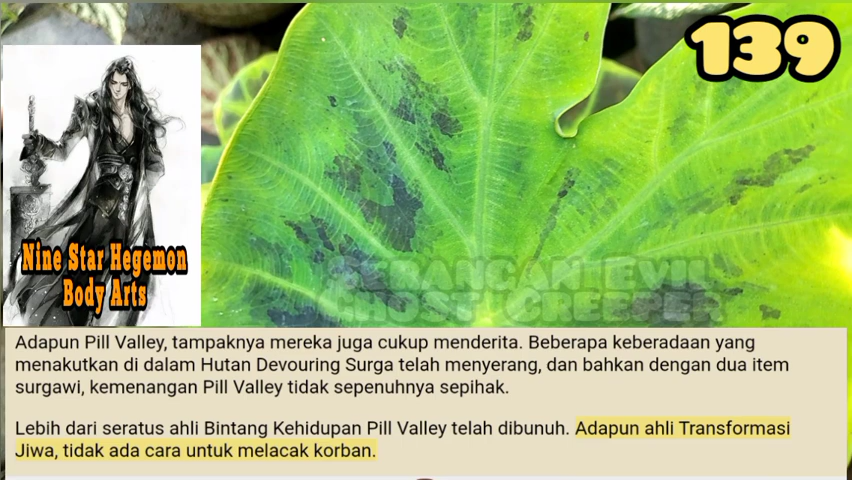 139
Nine Star Hegemon
Body Arts
Serangan Evil
Ghost Creeper
Adapun Pill Valley, tampaknya mereka juga cukup menderita. Beberapa keberadaan yang
menakutkan di dalam Hutan Devouring Surga telah menyerang, dan bahkan dengan dua item
surgawi, kemenangan Pill Valley tidak sepenuhnya sepihak.
Lebih dari seratus ahli Bintang Kehidupan Pill Valley telah dibunuh. Adapun ahli Transformasi
Jiwa, tidak ada cara untuk melacak korban.